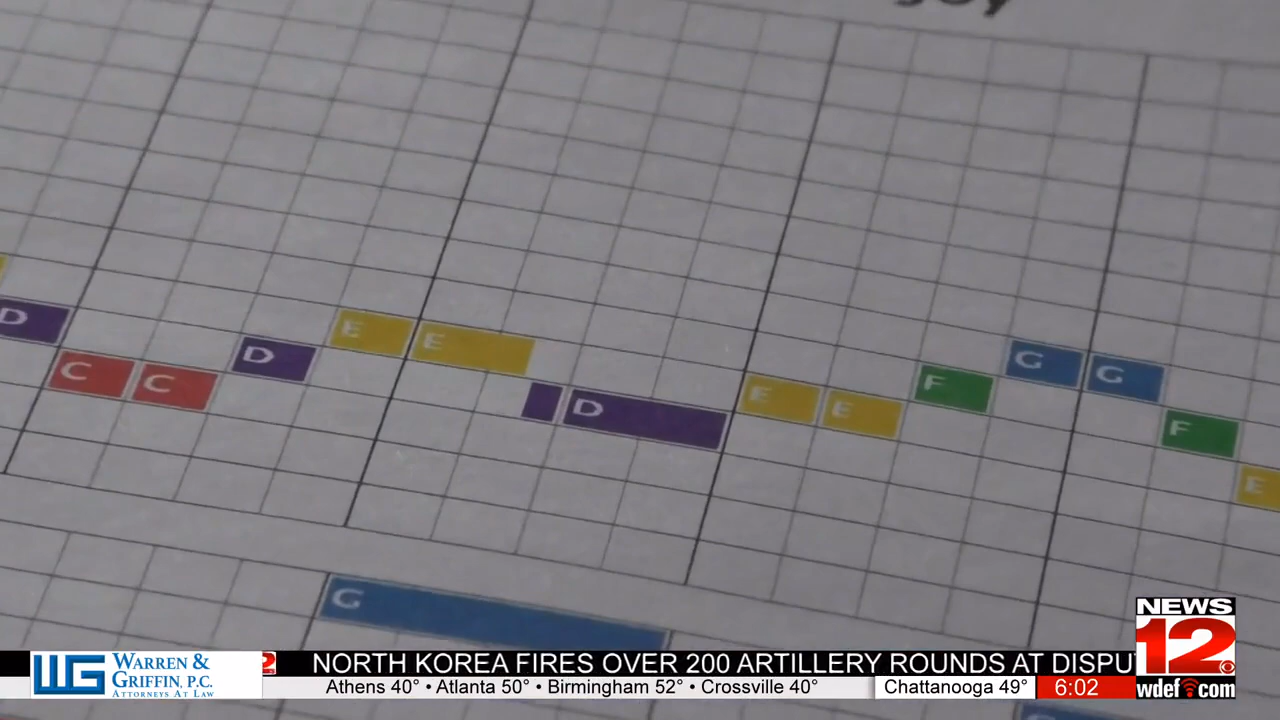 D
C C D E E D E E F G G F E
G
WARREN &
GRIFFIN, P.C.
ATTORNEYS AT LAW
2 NORTH KOREA FIRES OVER 200 ARTILLERY ROUNDS AT DISPU
Athens 40° • Atlanta 50° • Birmingham 52° • Crossville 40° Chattanooga 49° 6:02
NEWS
12
wdef.com